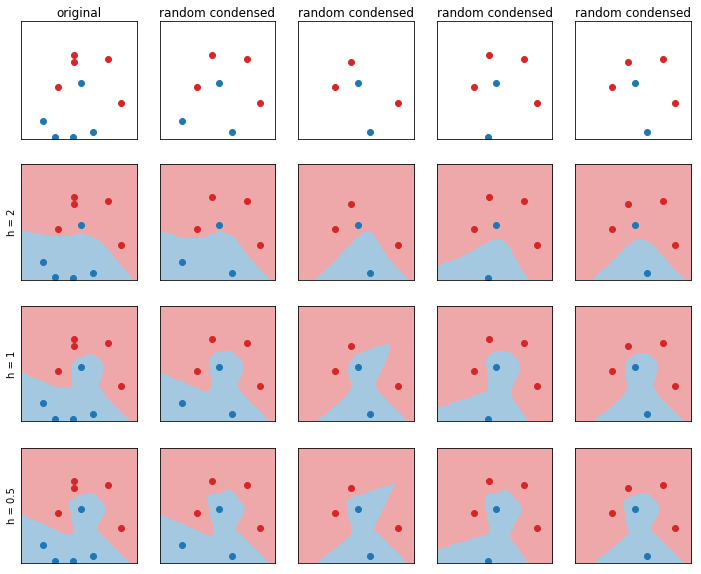 original
random condensed
random condensed
random condensed
random condensed
h = 2
h = 1
h = 0.5